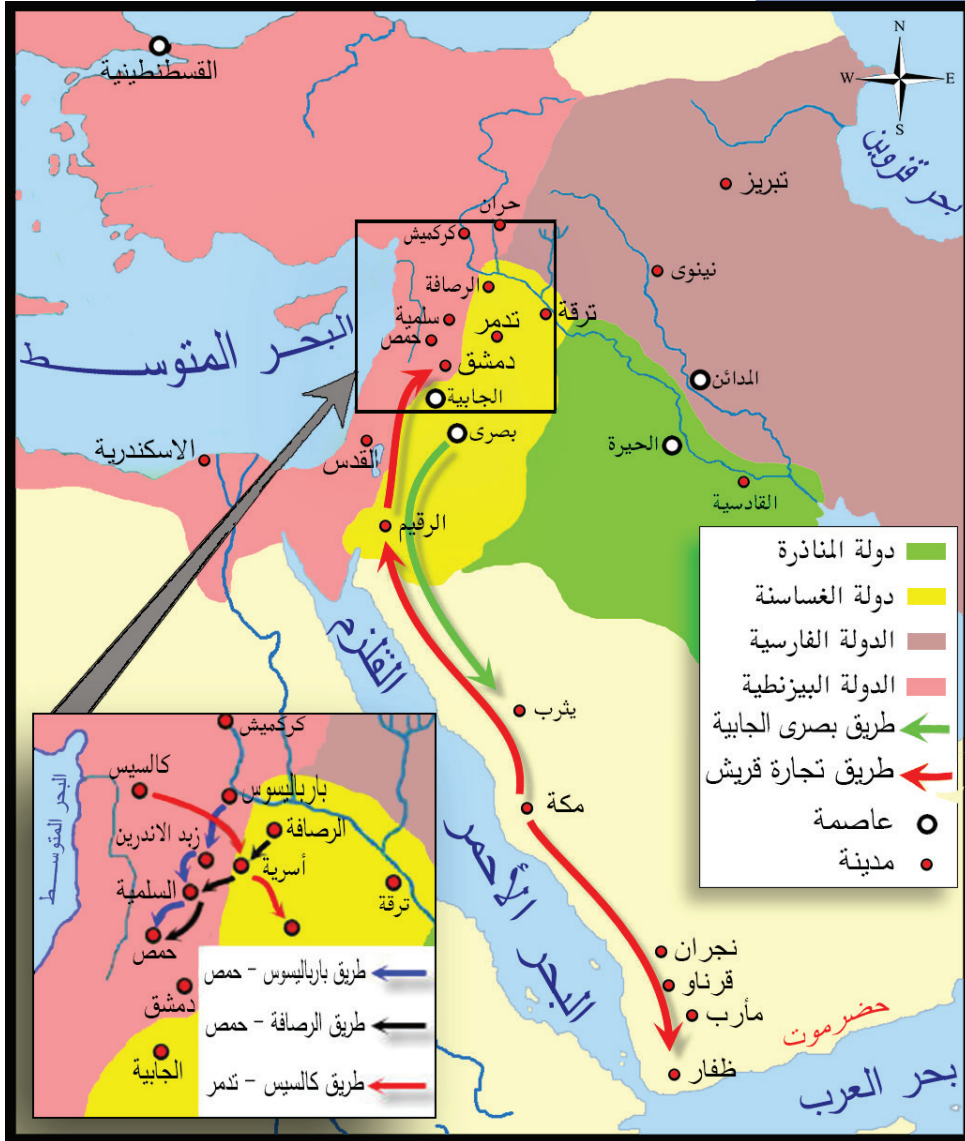 N
W
E
S
القسطنطينية
بحر قزوين
تبريز
حران
كركميش
نينوى
الرصافة
ترقة
سلمية
تدمر
حمص
دمشق
البحر المتوسط
المدائن
الجابية
بصرى
الحيرة
الاسكندرية
القدس
القادسية
الرقيم
القلزم
يثرب
مكة
البحر الأحمر
نجران
قرناو
مأرب
حضرموت
ظفار
بحر العرب
دولة المناذرة
دولة الغساسنة
الدولة الفارسية
الدولة البيزنطية
طريق بصرى الجابية
طريق تجارة قريش
عاصمة
مدينة
كركميش
كالسيس
بارباليسوس
البحر المتوسط
الرصافة
زبد الاندرين
أسرية
السلمية
ترقة
حمص
دمشق
الجابية
طريق بارباليسوس - حمص
طريق الرصافة - حمص
طريق كالسيس - تدمر